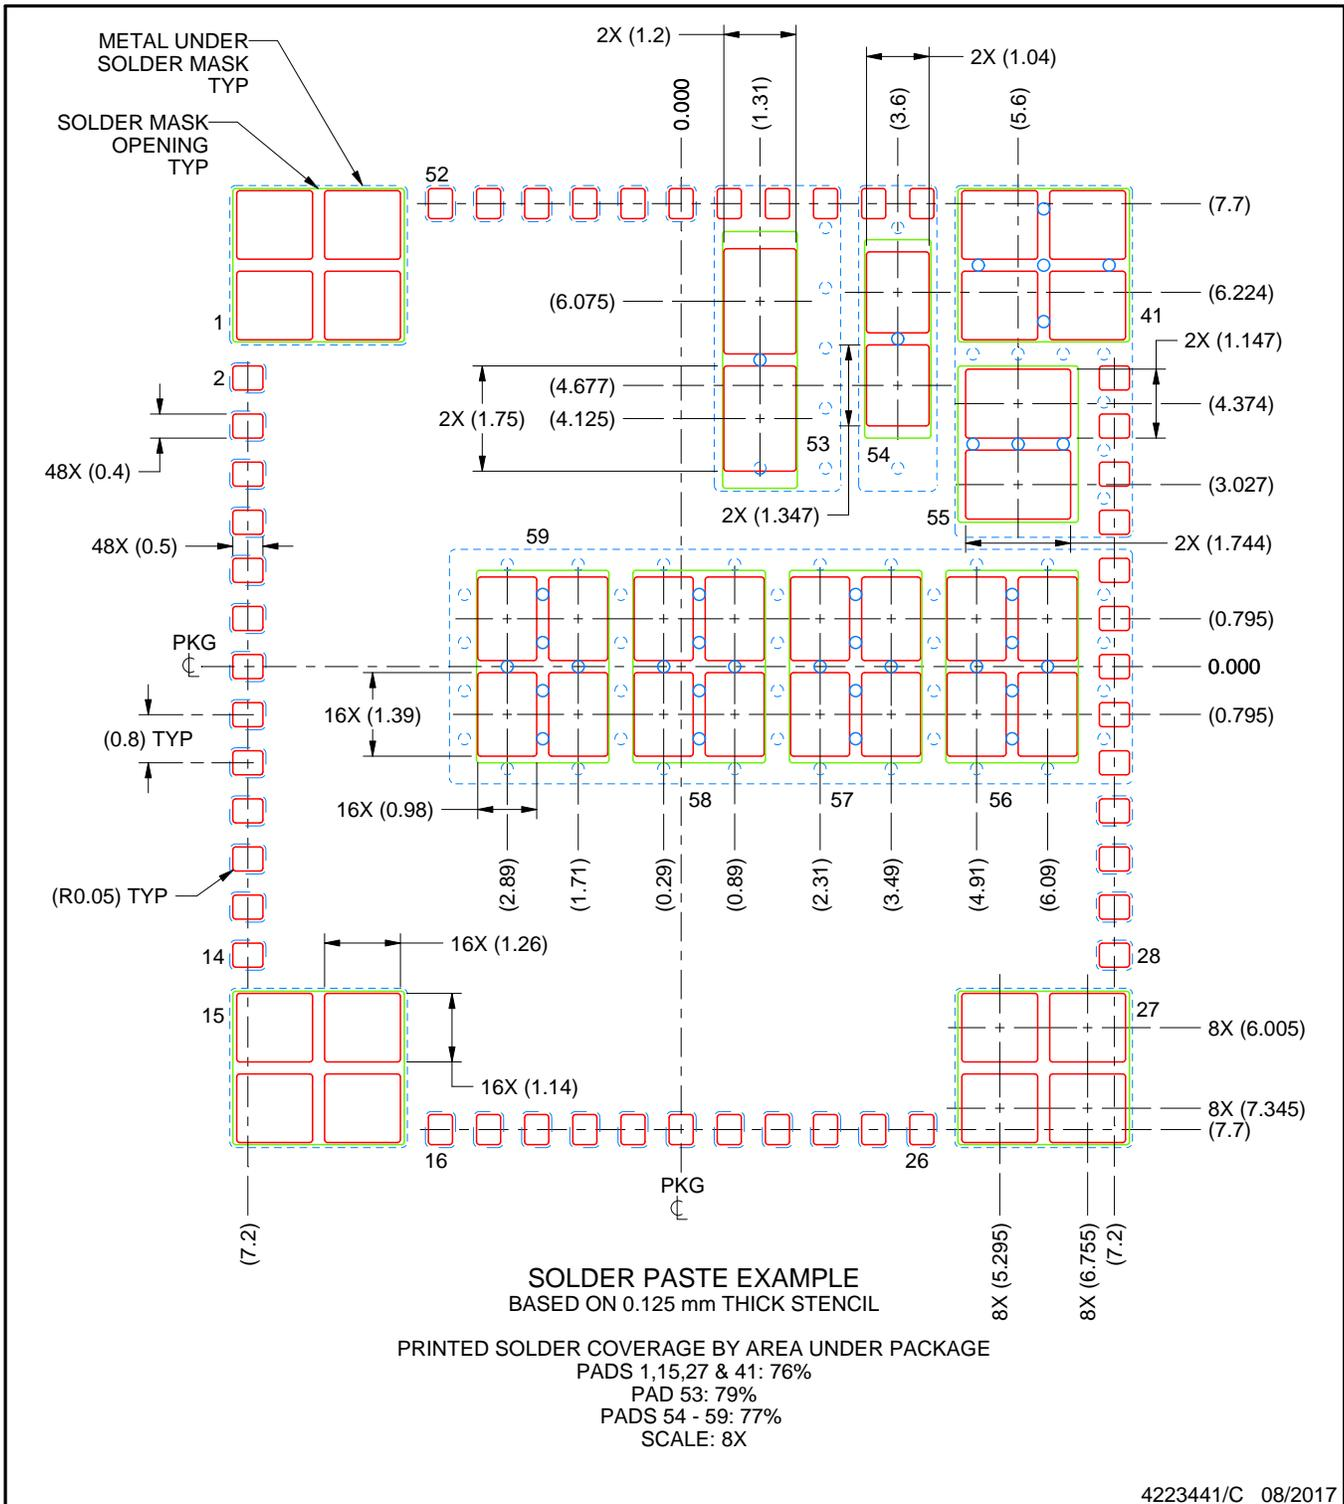 METAL UNDER
SOLDER MASK
TYP
SOLDER MASK
OPENING
TYP
2X (1.2)
2X (1.04)
0.000
(1.31)
(3.6)
(5.6)
52
(7.7)
(6.075)
(6.224)
1
41
2X (1.147)
2
(4.677)
(4.374)
2X (1.75)
(4.125)
53
54
48X (0.4)
(3.027)
2X (1.347)
55
48X (0.5)
59
2X (1.744)
(0.795)
PKG
0.000
16X (1.39)
(0.795)
(0.8) TYP
58
57
56
16X (0.98)
(2.89)
(1.71)
(0.29)
(0.89)
(2.31)
(3.49)
(4.91)
(6.09)
(R0.05) TYP
14
16X (1.26)
28
15
27
8X (6.005)
16X (1.14)
8X (7.345)
(7.7)
16
26
PKG
(7.2)
8X (5.295)
8X (6.755)
(7.2)
SOLDER PASTE EXAMPLE
BASED ON 0.125 mm THICK STENCIL
PRINTED SOLDER COVERAGE BY AREA UNDER PACKAGE
PADS 1,15,27 & 41: 76%
PAD 53: 79%
PADS 54 - 59: 77%
SCALE: 8X
4223441/C 08/2017